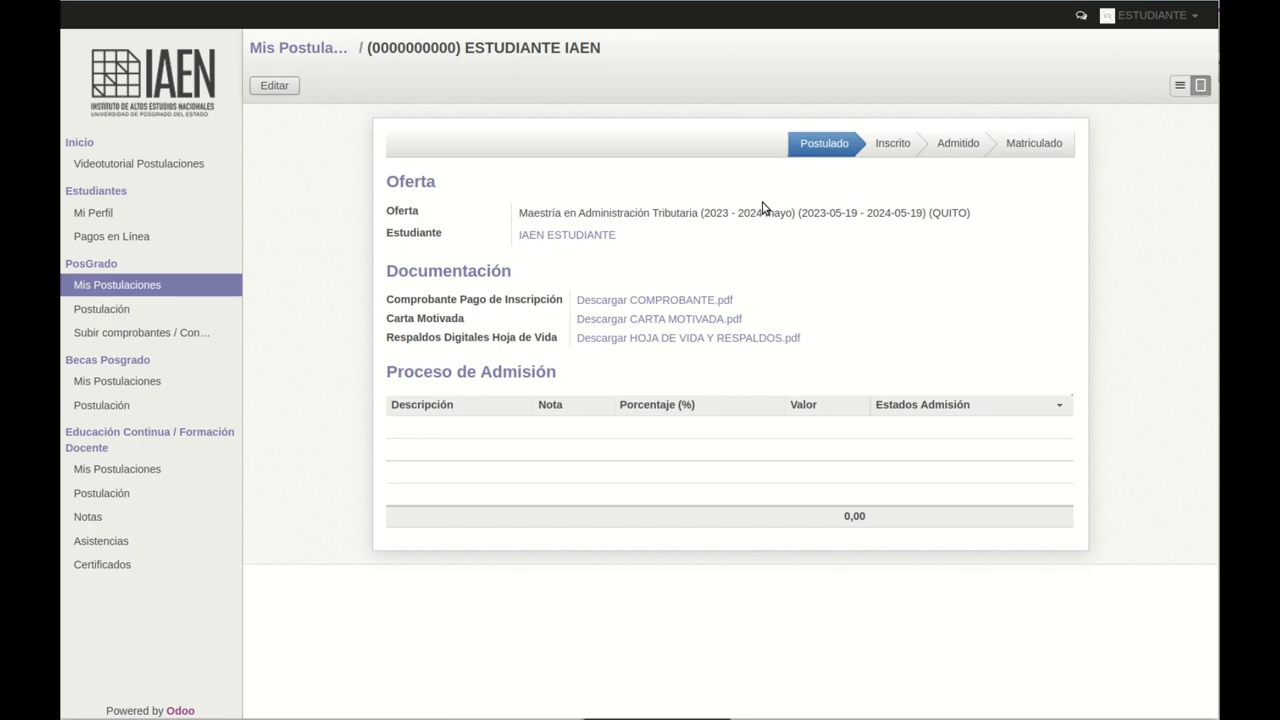 ESTUDIANTE
IAEN
INSTITUTO DE ALTOS ESTUDIOS NACIONALES
UNIVERSIDAD DE POSGRADO DEL ESTADO
Inicio
Videotutorial Postulaciones
Estudiantes
Mi Perfil
Pagos en Línea
PosGrado
Mis Postulaciones
Postulación
Subir comprobantes / Con…
Becas Posgrado
Mis Postulaciones
Postulación
Educación Continua / Formación
Docente
Mis Postulaciones
Postulación
Notas
Asistencias
Certificados
Powered by Odoo
Mis Postula… / (0000000000) ESTUDIANTE IAEN
Editar
Postulado Inscrito Admitido Matriculado
Oferta
Oferta Maestría en Administración Tributaria (2023 - 2024 mayo) (2023-05-19 - 2024-05-19) (QUITO)
Estudiante IAEN ESTUDIANTE
Documentación
Comprobante Pago de Inscripción Descargar COMPROBANTE.pdf
Carta Motivada Descargar CARTA MOTIVADA.pdf
Respaldos Digitales Hoja de Vida Descargar HOJA DE VIDA Y RESPALDOS.pdf
Proceso de Admisión
Descripción Nota Porcentaje (%) Valor Estados Admisión
0,00